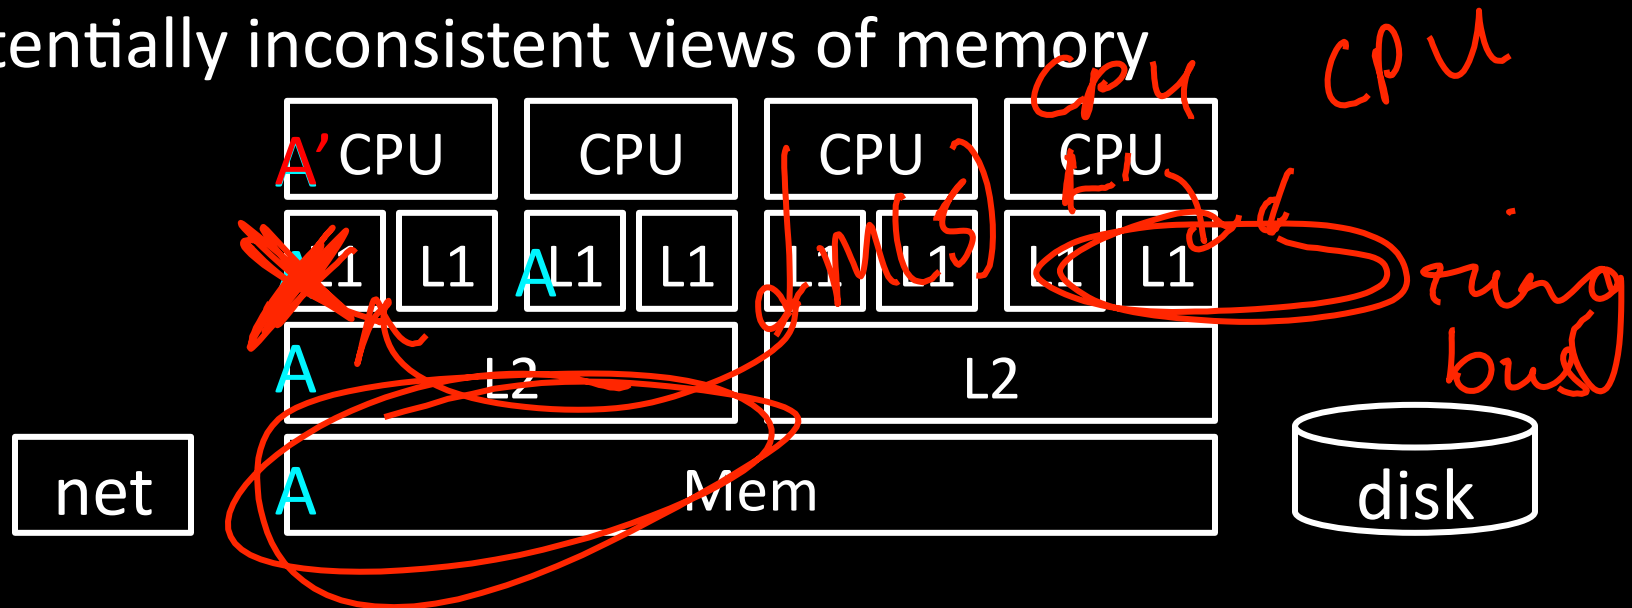 tentially inconsistent views of memory
CPU CPU
A' CPU CPU CPU CPU
L1 L1 A L1 L1 L1 L1 L1 L1
A L2 L2
ring
bus
net A Mem disk